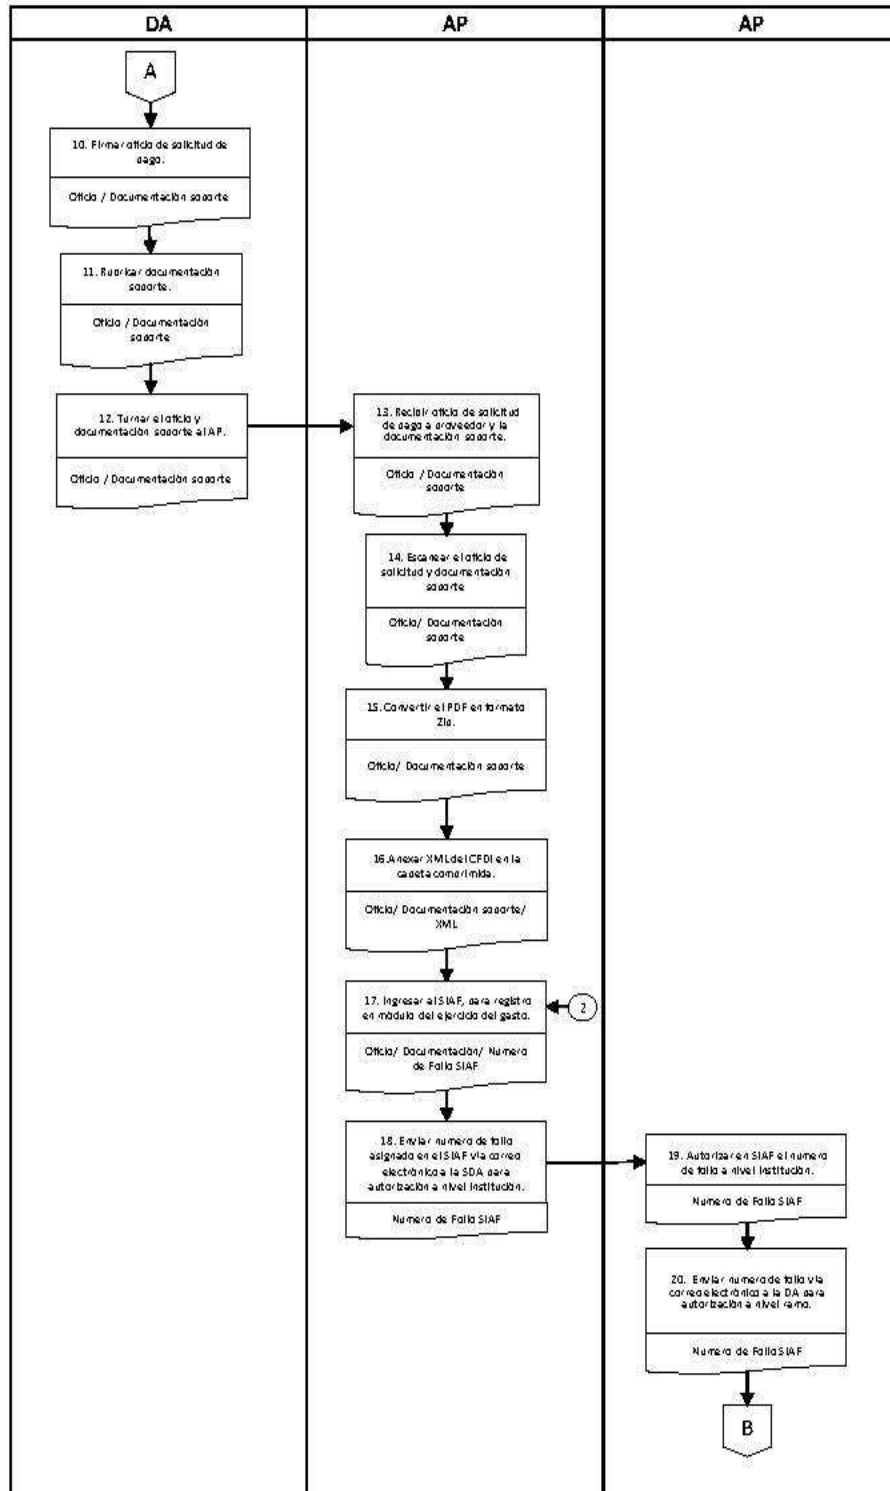 DA
AP
AP
A
10. Firmar oficio de solicitud de
pago.
Oficio / Documentación soporte
11. Rubricar documentación
soporte.
Oficio / Documentación
soporte
12. Turnar el oficio y
documentación soporte al AP.
Oficio / Documentación soporte
13. Recibir oficio de solicitud
de pago a proveedor y la
documentación soporte.
Oficio / Documentación
soporte
14. Escanear el oficio de
solicitud y documentación
soporte
Oficio/ Documentación
soporte
15. Convertir el PDF en formato
Zip.
Oficio/ Documentación soporte
16. Anexar XML del CFDI en la
capeta comprimida.
Oficio/ Documentación soporte/
XML
17. Ingresar al SIAF, para registro
en módulo del ejercicio del gasto.
2
Oficio/ Documentación/ Numero
de Folio SIAF
18. Enviar numero de folio
asignado en el SIAF vía correo
electrónico a la SDA para
autorización a nivel Institución.
Numero de Folio SIAF
19. Autorizar en SIAF el numero
de folio a nivel Institución.
Numero de Folio SIAF
20. Enviar numero de folio vía
correo electrónico a la DA para
autorización a nivel ramo.
Numero de Folio SIAF
B